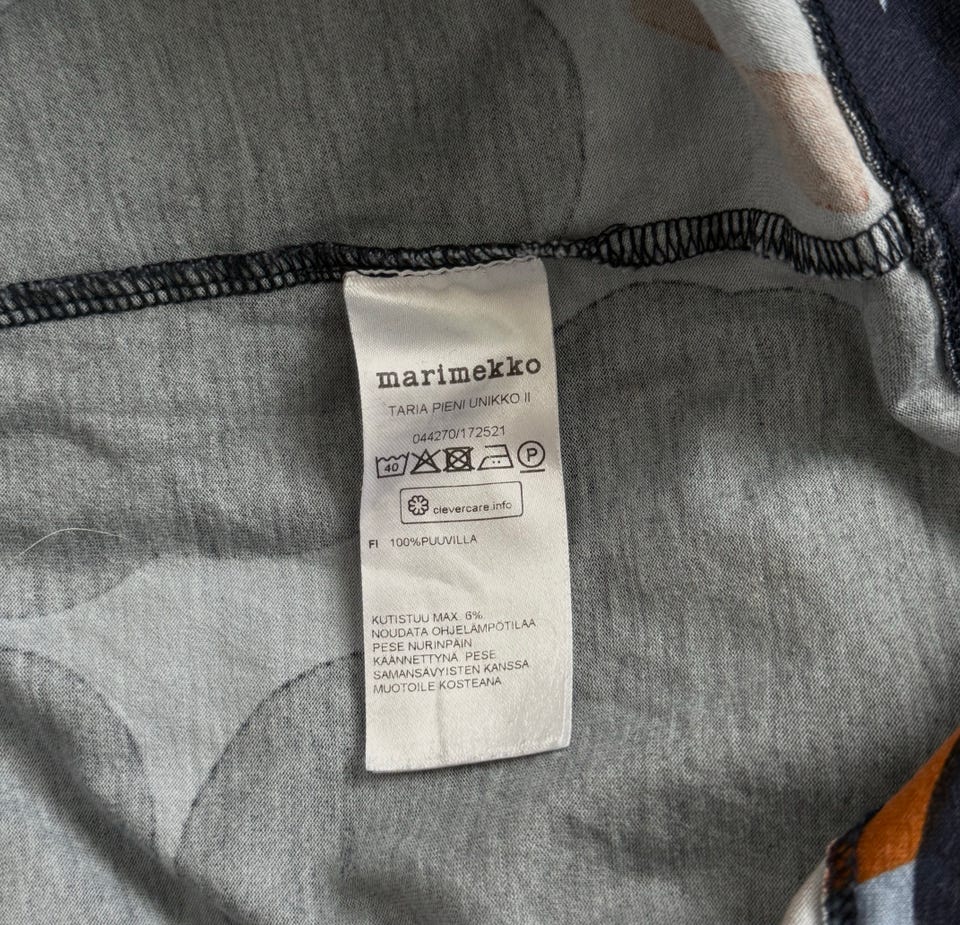 marimekko
TARIA PIENI UNIKKO II
044270/172521
40 P
clevercare.info
FI 100%PUUVILLA
KUTISTUU MAX. 6%
NOUDATA OHJELÄMPÖTILAA
PESE NURINPÄIN
KÄÄNNETTYNÄ. PESE
SAMANSÄVYISTEN KANSSA
MUOTOILE KOSTEANA